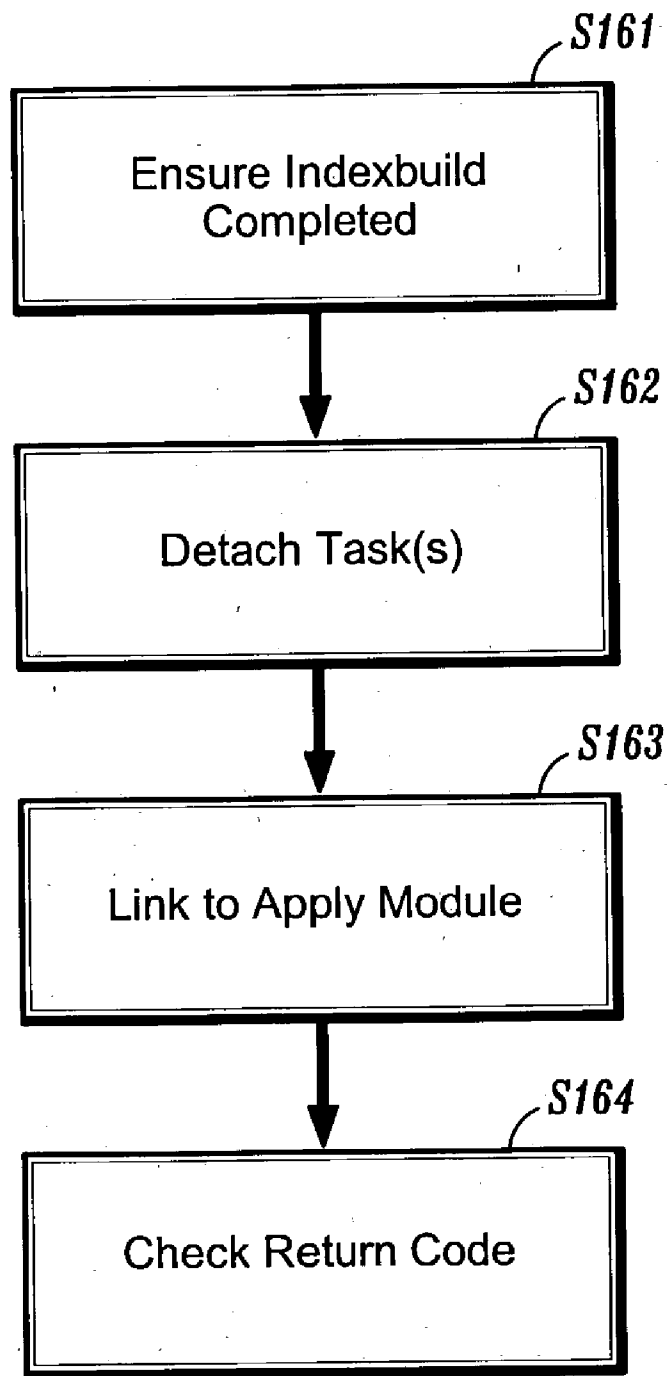 S161
Ensure Indexbuild
Completed
S162
Detach Task(s)
S163
Link to Apply Module
S164
Check Return Code